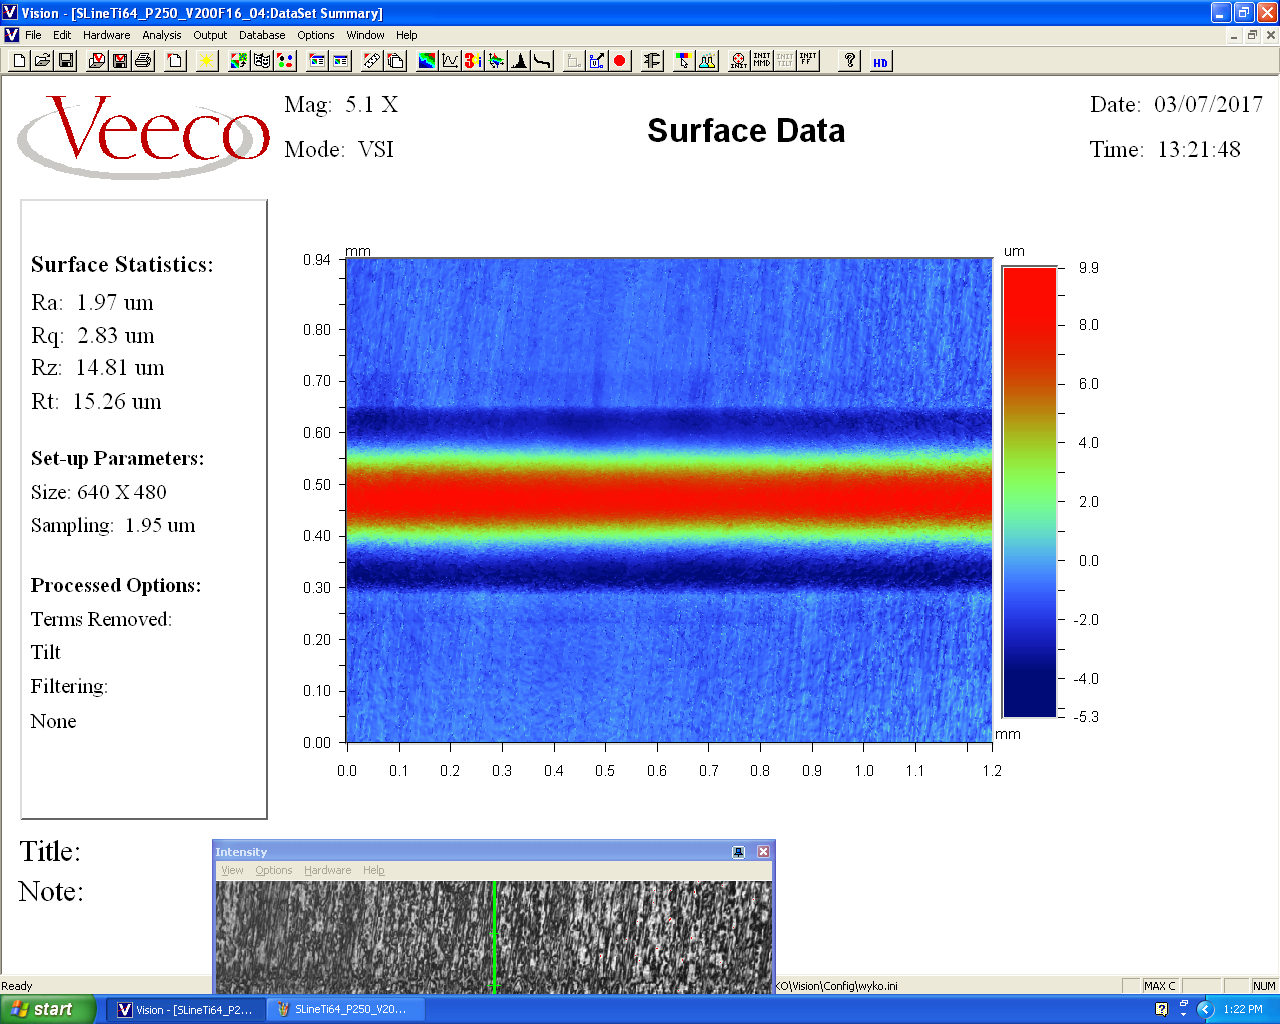 Vision - [SLineTi64_P250_V200F16_04:DataSet Summary]
File Edit Hardware Analysis Output Database Options Window Help
INIT INIT MMD INIT TILT INIT FF ? HD
Veeco
Mag: 5.1 X
Mode: VSI
Surface Data
Date: 03/07/2017
Time: 13:21:48
Surface Statistics:
Ra: 1.97 um
Rq: 2.83 um
Rz: 14.81 um
Rt: 15.26 um
Set-up Parameters:
Size: 640 X 480
Sampling: 1.95 um
Processed Options:
Terms Removed:
Tilt
Filtering:
None
mm
0.94
0.80
0.70
0.60
0.50
0.40
0.30
0.20
0.10
0.00
0.0 0.1 0.2 0.3 0.4 0.5 0.6 0.7 0.8 0.9 1.0 1.1 1.2
mm
um
9.9
8.0
6.0
4.0
2.0
0.0
-2.0
-4.0
-5.3
Title:
Note:
Intensity
View Options Hardware Help
Ready
KO\Vision\Config\wyko.ini
MAX C
NUM
start
Vision - [SLineTi64_P2...
SLineTi64_P250_V20...
1:22 PM